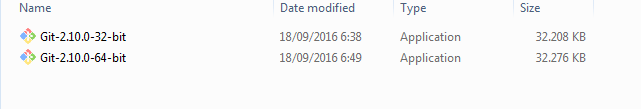 Name Date modified Type Size
Git-2.10.0-32-bit 18/09/2016 6:38 Application 32.208 KB
Git-2.10.0-64-bit 18/09/2016 6:49 Application 32.276 KB